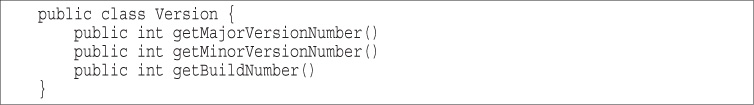 public class Version {
    public int getMajorVersionNumber()
    public int getMinorVersionNumber()
    public int getBuildNumber()
}